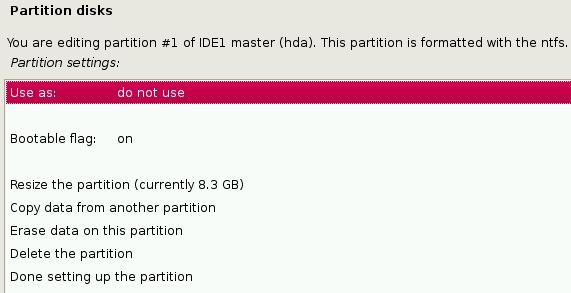 Partition disks
You are editing partition #1 of IDE1 master (hda). This partition is formatted with the ntfs.
Partition settings:
Use as: do not use
Bootable flag: on
Resize the partition (currently 8.3 GB)
Copy data from another partition
Erase data on this partition
Delete the partition
Done setting up the partition